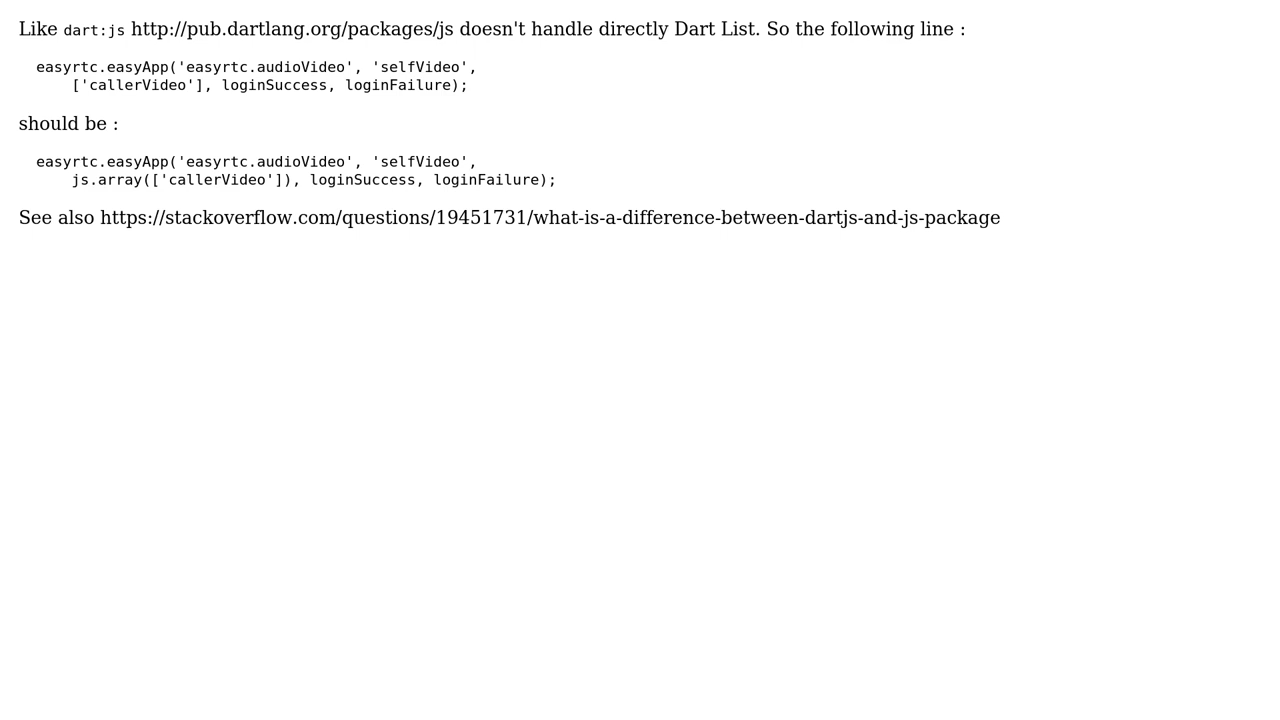 Like dart:js http://pub.dartlang.org/packages/js doesn't handle directly Dart List. So the following line :
easyrtc.easyApp('easyrtc.audioVideo', 'selfVideo',
['callerVideo'], loginSuccess, loginFailure);
should be :
easyrtc.easyApp('easyrtc.audioVideo', 'selfVideo',
js.array(['callerVideo']), loginSuccess, loginFailure);
See also https://stackoverflow.com/questions/19451731/what-is-a-difference-between-dartjs-and-js-package